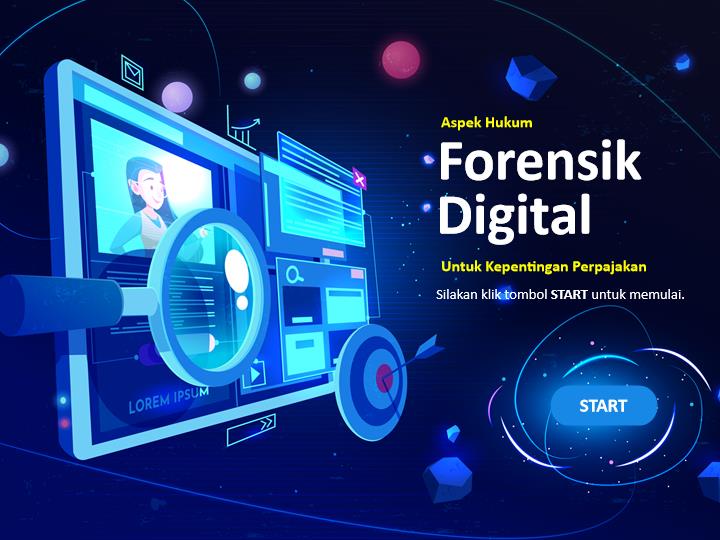 Aspek Hukum
Forensik
Digital
Untuk Kepentingan Perpajakan
Silakan klik tombol START untuk memulai.
START
LOREM IPSUM